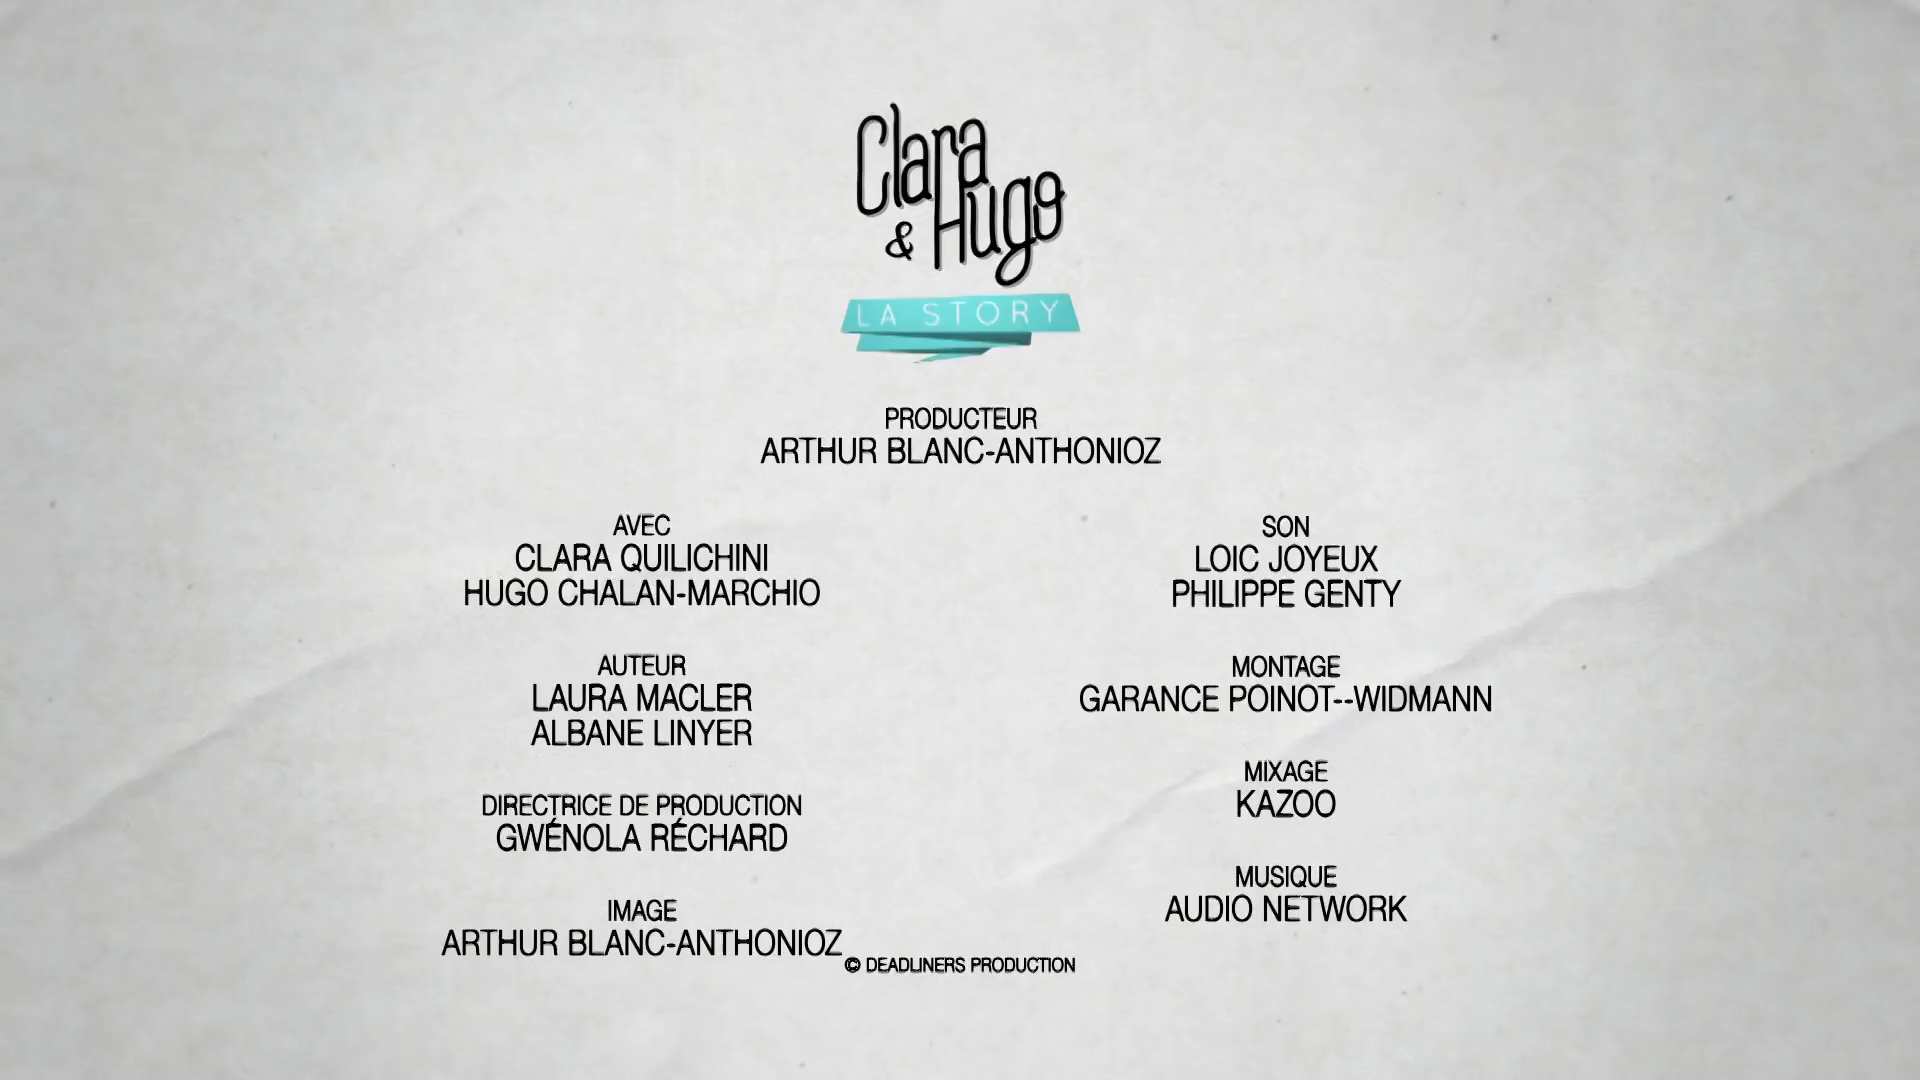 Clara
& Hugo
LA STORY
PRODUCTEUR
ARTHUR BLANC-ANTHONIOZ
AVEC
CLARA QUILICHINI
HUGO CHALAN-MARCHIO
AUTEUR
LAURA MACLER
ALBANE LINYER
DIRECTRICE DE PRODUCTION
GWÉNOLA RÉCHARD
IMAGE
ARTHUR BLANC-ANTHONIOZ
SON
LOIC JOYEUX
PHILIPPE GENTY
MONTAGE
GARANCE POINOT--WIDMANN
MIXAGE
KAZOO
MUSIQUE
AUDIO NETWORK
© DEADLINERS PRODUCTION